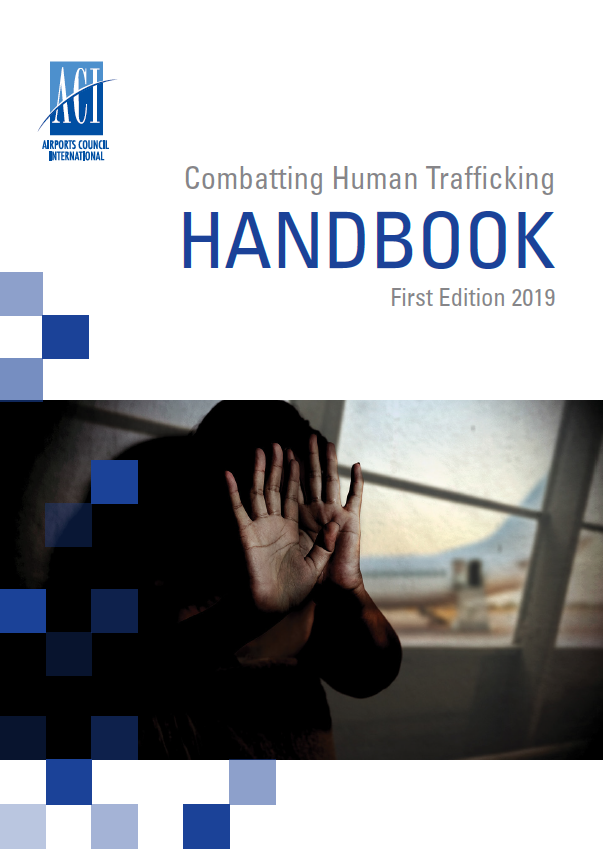 ACI
AIRPORTS COUNCIL
INTERNATIONAL
Combatting Human Trafficking
HANDBOOK
First Edition 2019